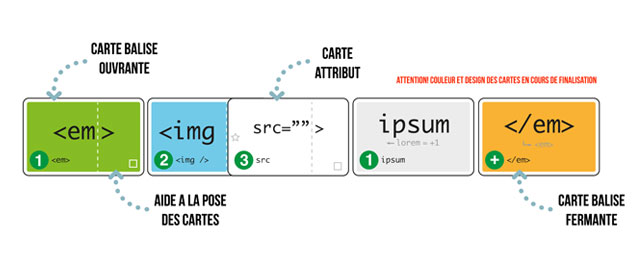 CARTE BALISE
OUVRANTE
CARTE
ATTRIBUT
ATTENTION! COULEUR ET DESIGN DES CARTES EN COURS DE FINALISATION
<em >
1 <em>
<img
2 <img />
src=”” >
3 src
ipsum
← lorem = +1
1 ipsum
</em>
<em>
+ </em>
AIDE A LA POSE
DES CARTES
CARTE BALISE
FERMANTE